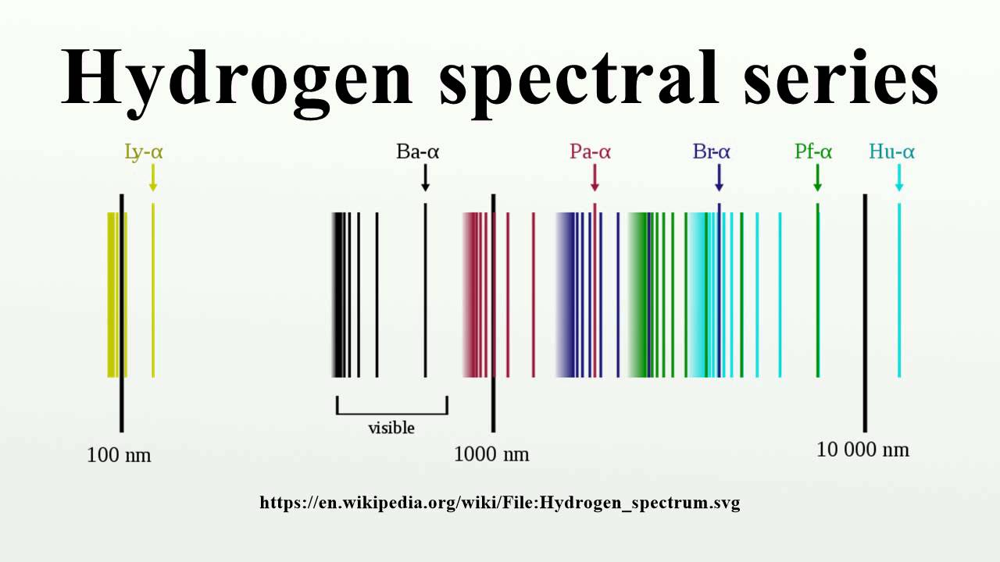 Hydrogen spectral series
Ly-α Ba-α Pa-α Br-α Pf-α Hu-α
visible
100 nm 1000 nm 10 000 nm
https://en.wikipedia.org/wiki/File:Hydrogen_spectrum.svg